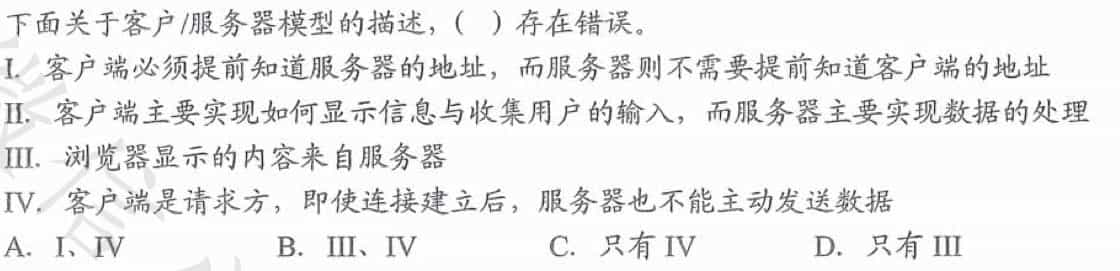 下面关于客户/服务器模型的描述，（ ）存在错误。
I. 客户端必须提前知道服务器的地址，而服务器则不需要提前知道客户端的地址
II. 客户端主要实现如何显示信息与收集用户的输入，而服务器主要实现数据的处理
III. 浏览器显示的内容来自服务器
IV. 客户端是请求方，即使连接建立后，服务器也不能主动发送数据
A. I、IV B. III、IV C. 只有 IV D. 只有 III